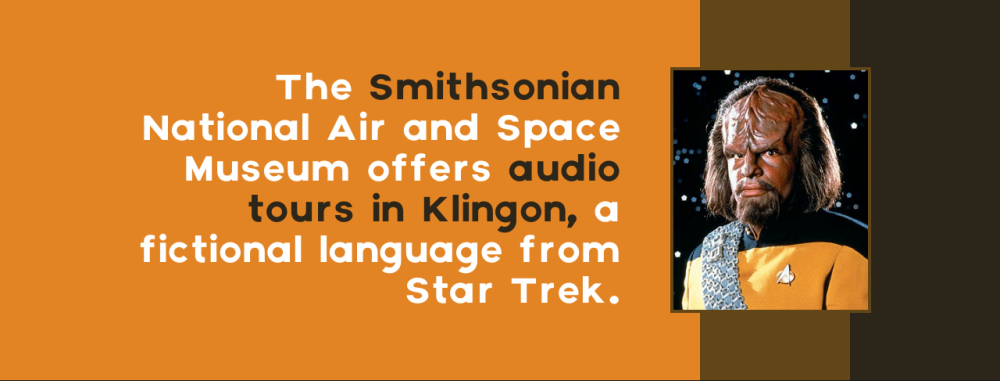 The Smithsonian
National Air and Space
Museum offers audio
tours in Klingon, a
fictional language from
Star Trek.